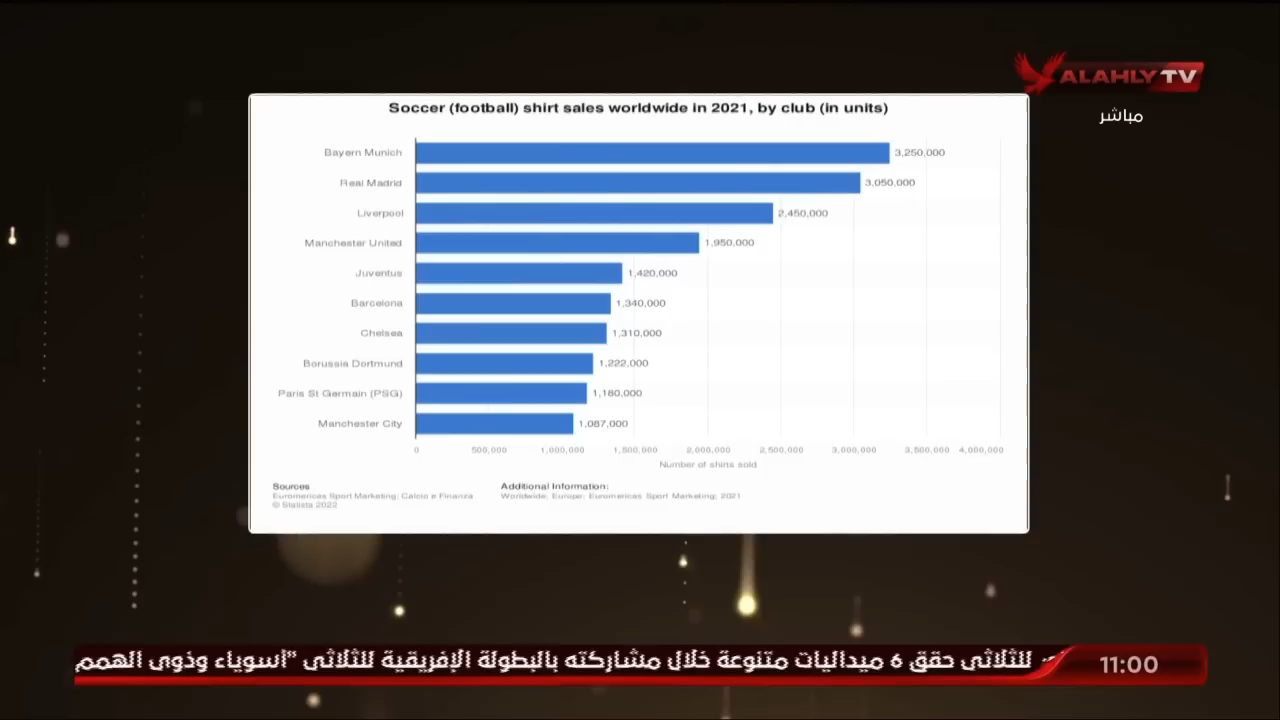 ALAHLY TV
مباشر
Soccer (football) shirt sales worldwide in 2021, by club (in units)
Bayern Munich 3,250,000
Real Madrid 3,050,000
Liverpool 2,450,000
Manchester United 1,950,000
Juventus 1,420,000
Barcelona 1,340,000
Chelsea 1,310,000
Borussia Dortmund 1,222,000
Paris St Germain (PSG) 1,180,000
Manchester City 1,087,000
0 500,000 1,000,000 1,500,000 2,000,000 2,500,000 3,000,000 3,500,000 4,000,000
Number of shirts sold
Sources
Euromericas Sport Marketing; Calcio e Finanza
© Statista 2022
Additional Information:
Worldwide; Europe; Euromericas Sport Marketing; 2021
للثلاثى حقق 6 ميداليات متنوعة خلال مشاركته بالبطولة الإفريقية للثلاثى "أسوياء وذوى الهمم
11:00